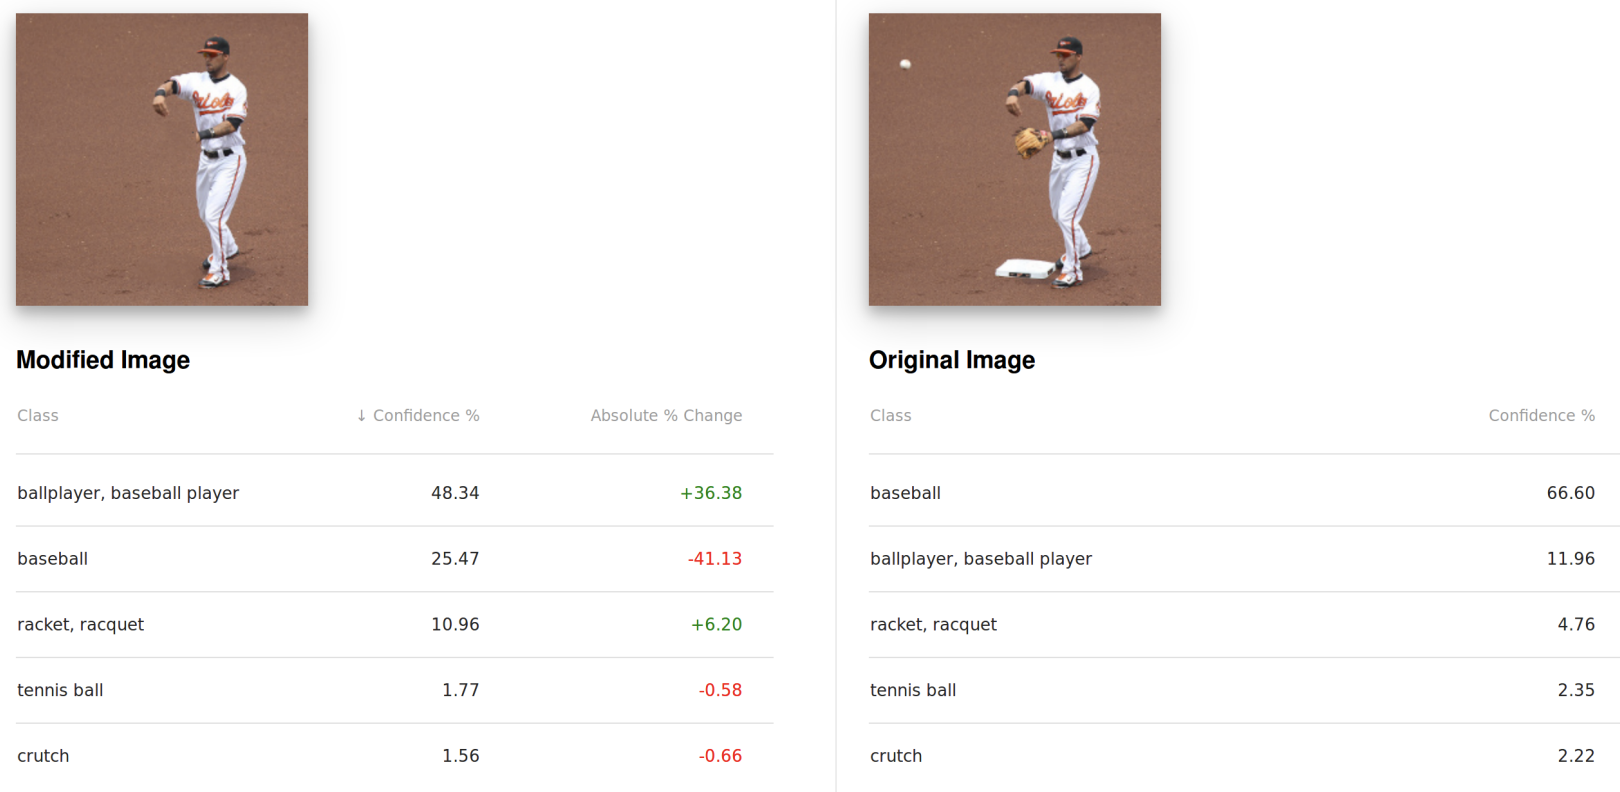 Modified Image
Class ↓ Confidence % Absolute % Change
ballplayer, baseball player 48.34 +36.38
baseball 25.47 -41.13
racket, racquet 10.96 +6.20
tennis ball 1.77 -0.58
crutch 1.56 -0.66
Original Image
Class Confidence %
baseball 66.60
ballplayer, baseball player 11.96
racket, racquet 4.76
tennis ball 2.35
crutch 2.22